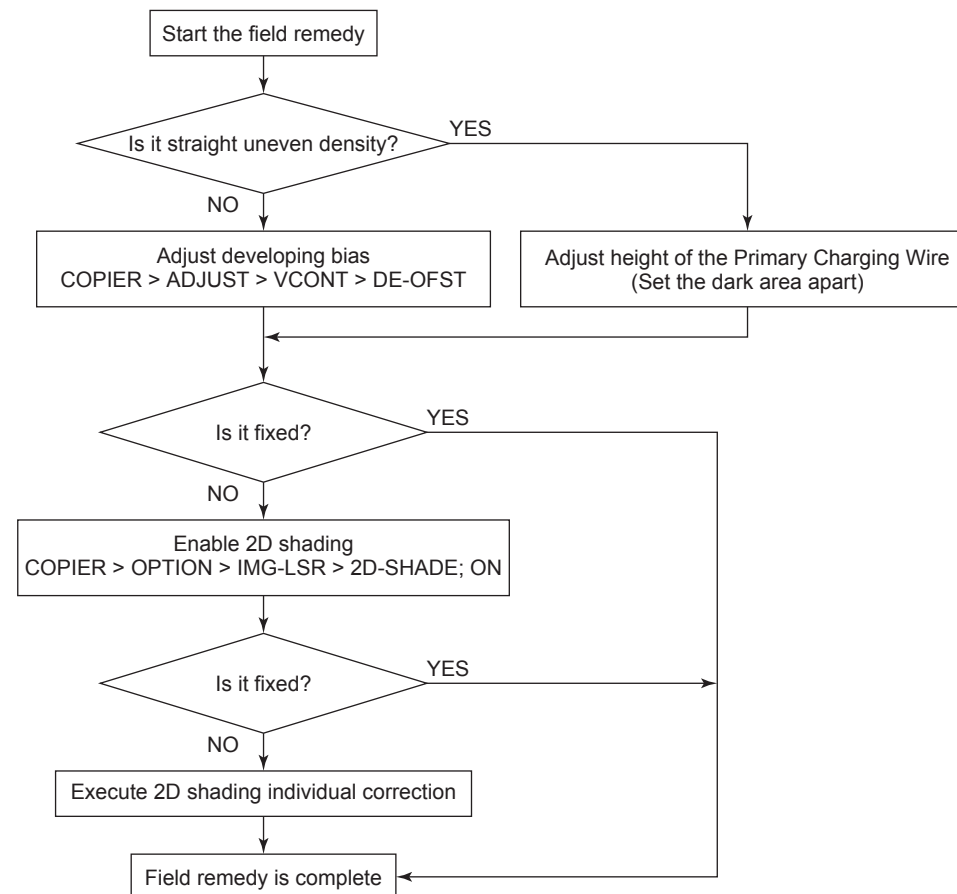 Start the field remedy
Is it straight uneven density?
YES
NO
Adjust developing bias
COPIER > ADJUST > VCONT > DE-OFST
Adjust height of the Primary Charging Wire
(Set the dark area apart)
Is it fixed?
YES
NO
Enable 2D shading
COPIER > OPTION > IMG-LSR > 2D-SHADE; ON
Is it fixed?
YES
NO
Execute 2D shading individual correction
Field remedy is complete